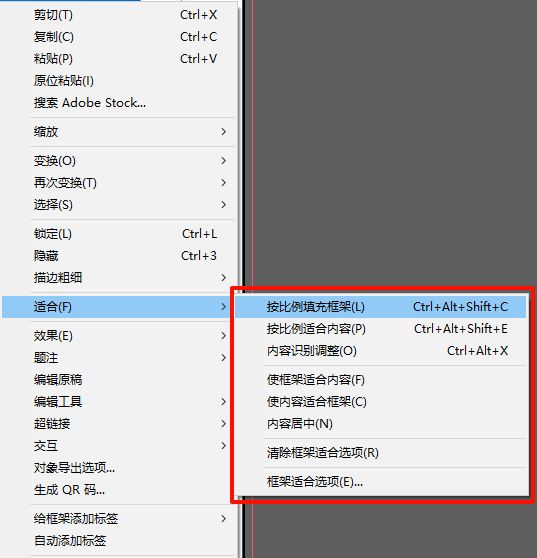 剪切(T) Ctrl+X
复制(C) Ctrl+C
粘贴(P) Ctrl+V
原位粘贴(I)
搜索 Adobe Stock...
缩放
变换(O)
再次变换(T)
选择(S)
锁定(L) Ctrl+L
隐藏 Ctrl+3
描边粗细
适合(F)
效果(E)
题注
编辑原稿
编辑工具
超链接
交互
对象导出选项...
生成 QR 码...
给框架添加标签
自动添加标签
按比例填充框架(L) Ctrl+Alt+Shift+C
按比例适合内容(P) Ctrl+Alt+Shift+E
内容识别调整(O) Ctrl+Alt+X
使框架适合内容(F)
使内容适合框架(C)
内容居中(N)
清除框架适合选项(R)
框架适合选项(E)...